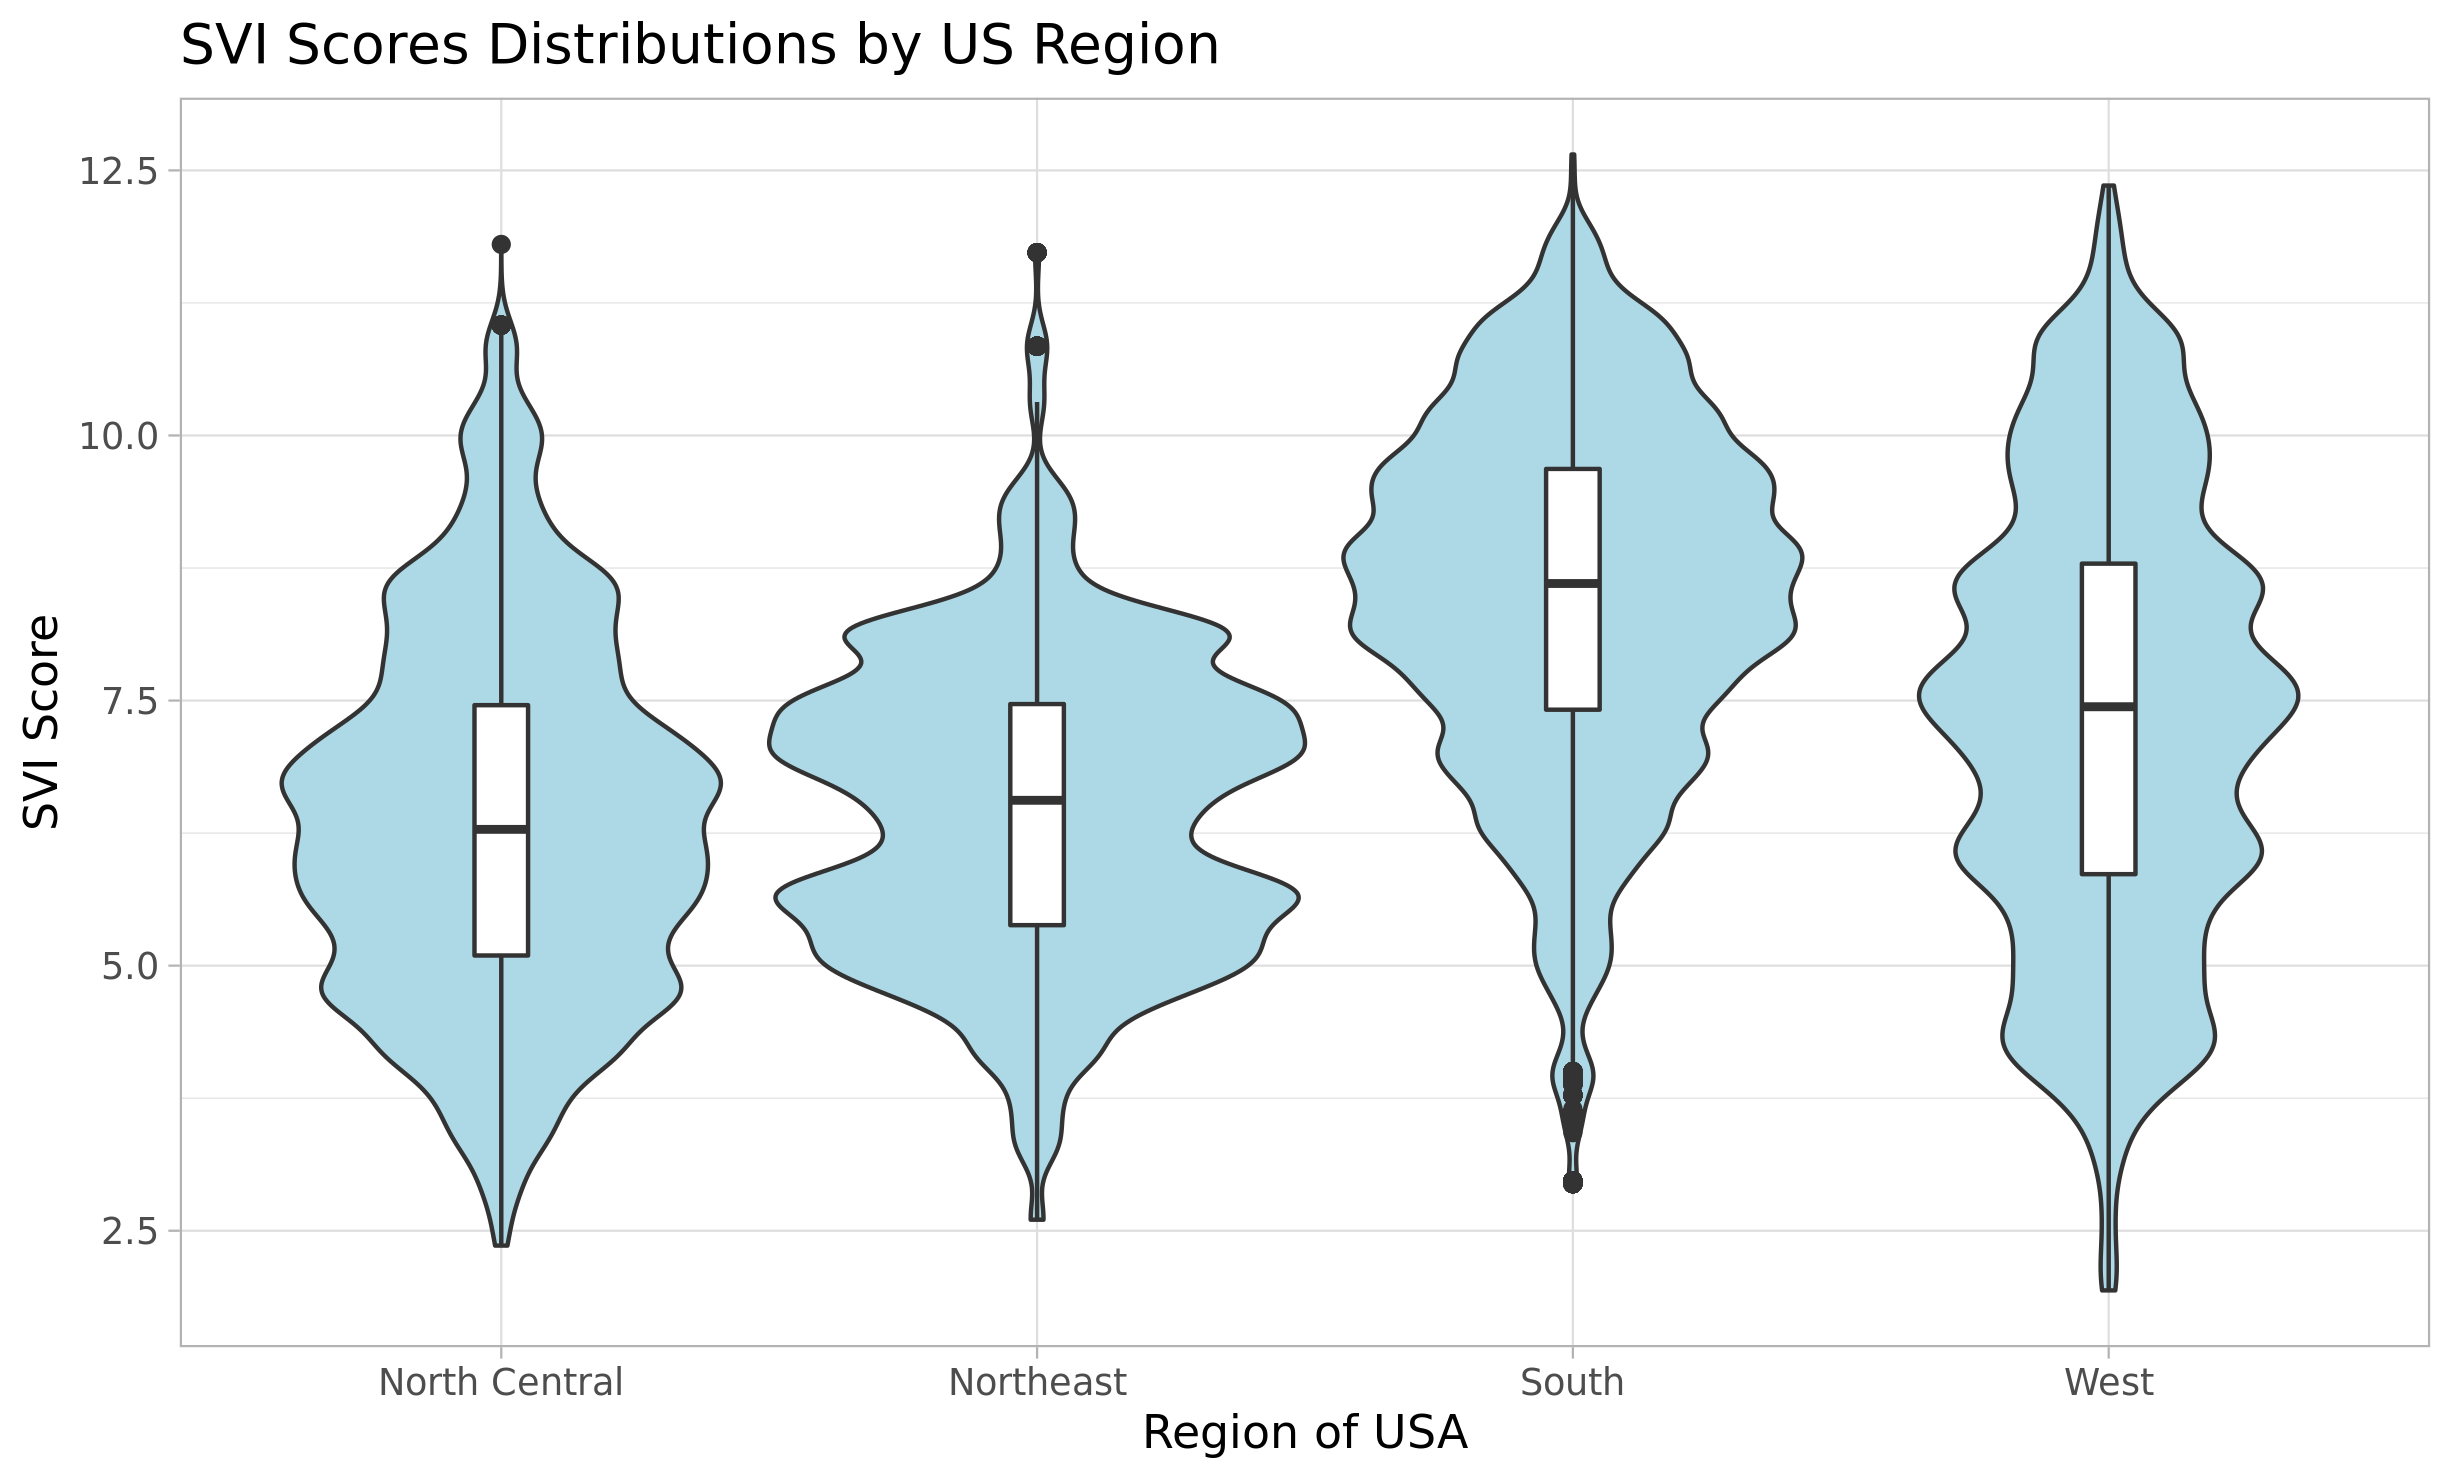 SVI Scores Distributions by US Region
12.5
10.0
7.5
5.0
2.5
SVI Score
North Central
Northeast
South
West
Region of USA